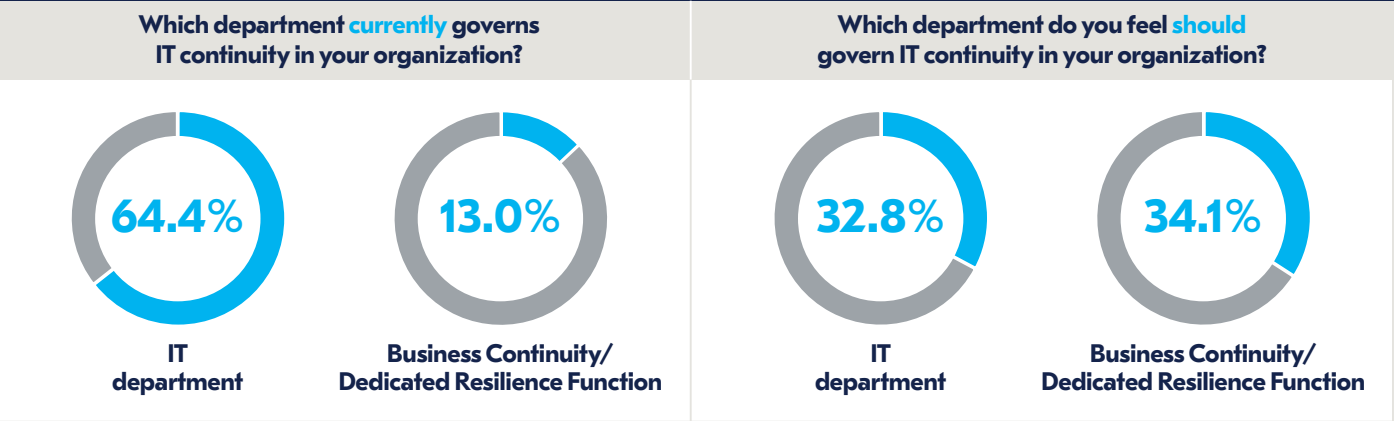 Which department currently governs
IT continuity in your organization?
Which department do you feel should
govern IT continuity in your organization?
64.4%
IT
department
13.0%
Business Continuity/
Dedicated Resilience Function
32.8%
IT
department
34.1%
Business Continuity/
Dedicated Resilience Function